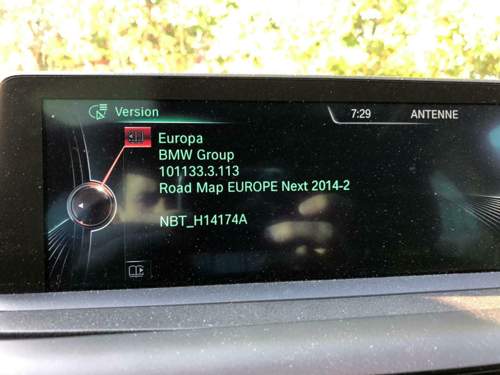 Version
7:29
ANTENNE
Europa
BMW Group
101133.3.113
Road Map EUROPE Next 2014-2
NBT_H14174A